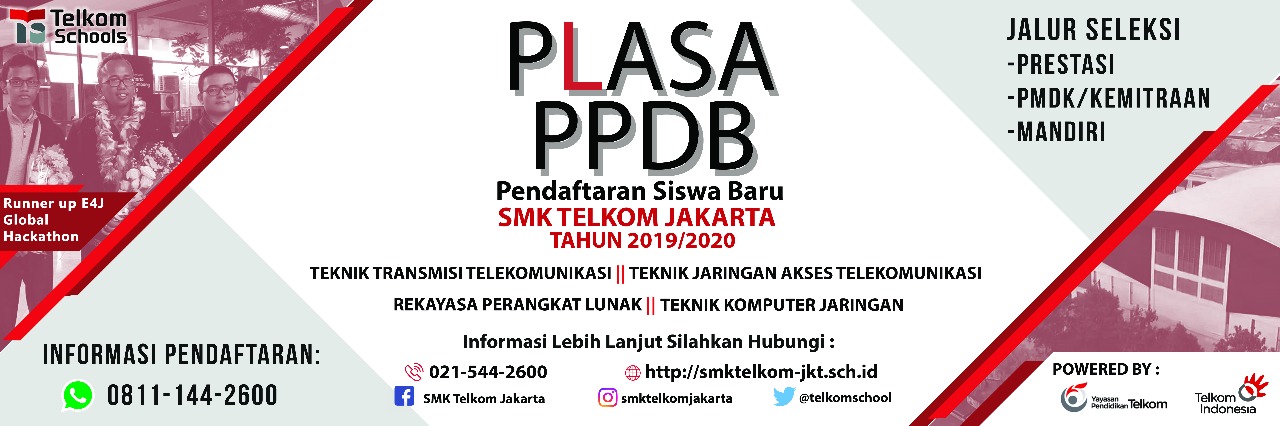 Telkom
Schools
Runner up E4J
Global
Hackathon
INFORMASI PENDAFTARAN:
0811-144-2600
PLASA
PPDB
Pendaftaran Siswa Baru
SMK TELKOM JAKARTA
TAHUN 2019/2020
TEKNIK TRANSMISI TELEKOMUNIKASI || TEKNIK JARINGAN AKSES TELEKOMUNIKASI
REKAYASA PERANGKAT LUNAK || TEKNIK KOMPUTER JARINGAN
Informasi Lebih Lanjut Silahkan Hubungi :
021-544-2600 http://smktelkom-jkt.sch.id
SMK Telkom Jakarta smktelkomjakarta @telkomschool
JALUR SELEKSI
-PRESTASI
-PMDK/KEMITRAAN
-MANDIRI
POWERED BY :
Yayasan
Pendidikan Telkom
Telkom
Indonesia